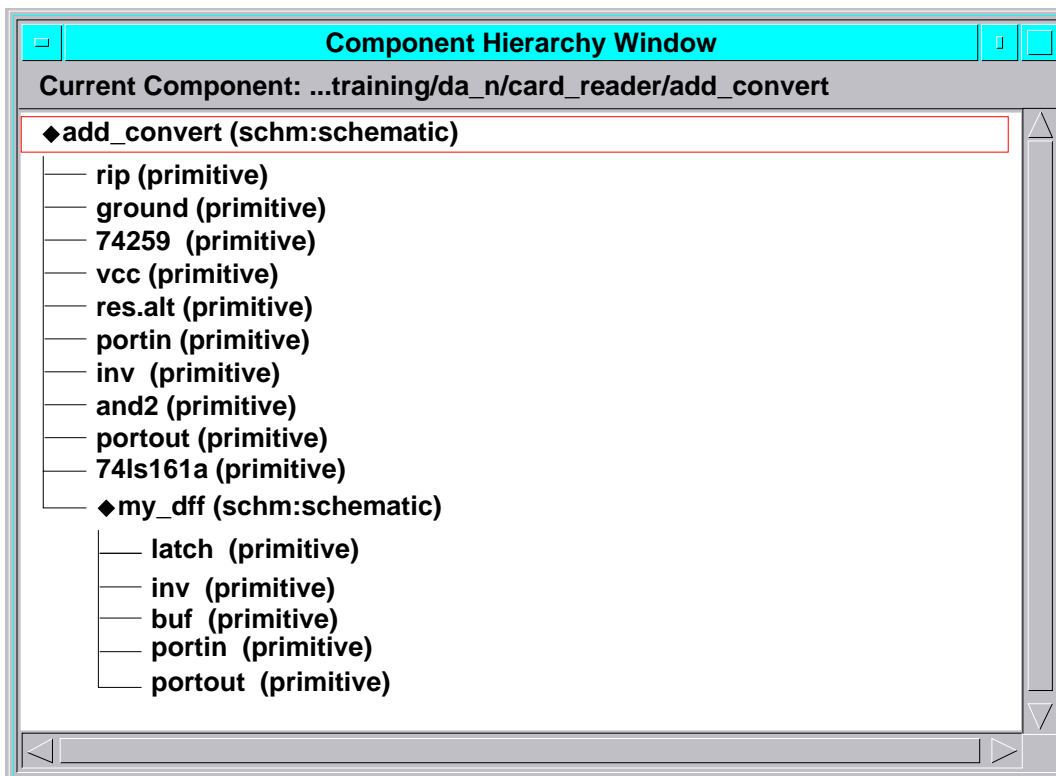 Component Hierarchy Window
Current Component: ...training/da_n/card_reader/add_convert
◆add_convert (schm:schematic)
rip (primitive)
ground (primitive)
74259 (primitive)
vcc (primitive)
res.alt (primitive)
portin (primitive)
inv (primitive)
and2 (primitive)
portout (primitive)
74ls161a (primitive)
◆my_dff (schm:schematic)
latch (primitive)
inv (primitive)
buf (primitive)
portin (primitive)
portout (primitive)